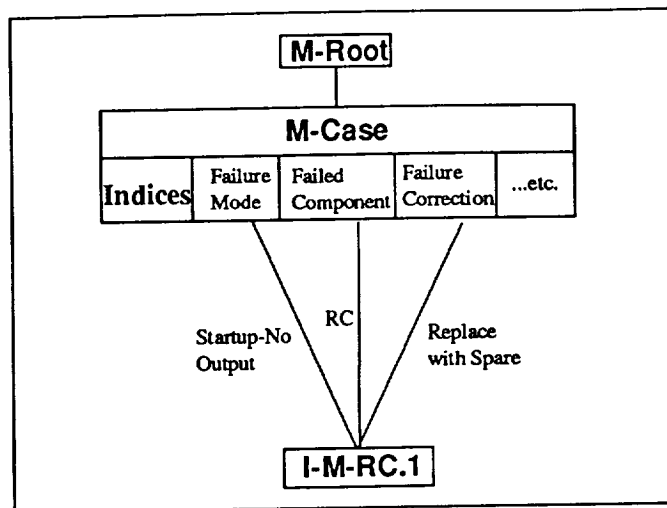 M-Root
M-Case
Indices
Failure
Mode
Failed
Component
Failure
Correction
...etc.
Startup-No
Output
RC
Replace
with Spare
I-M-RC.1